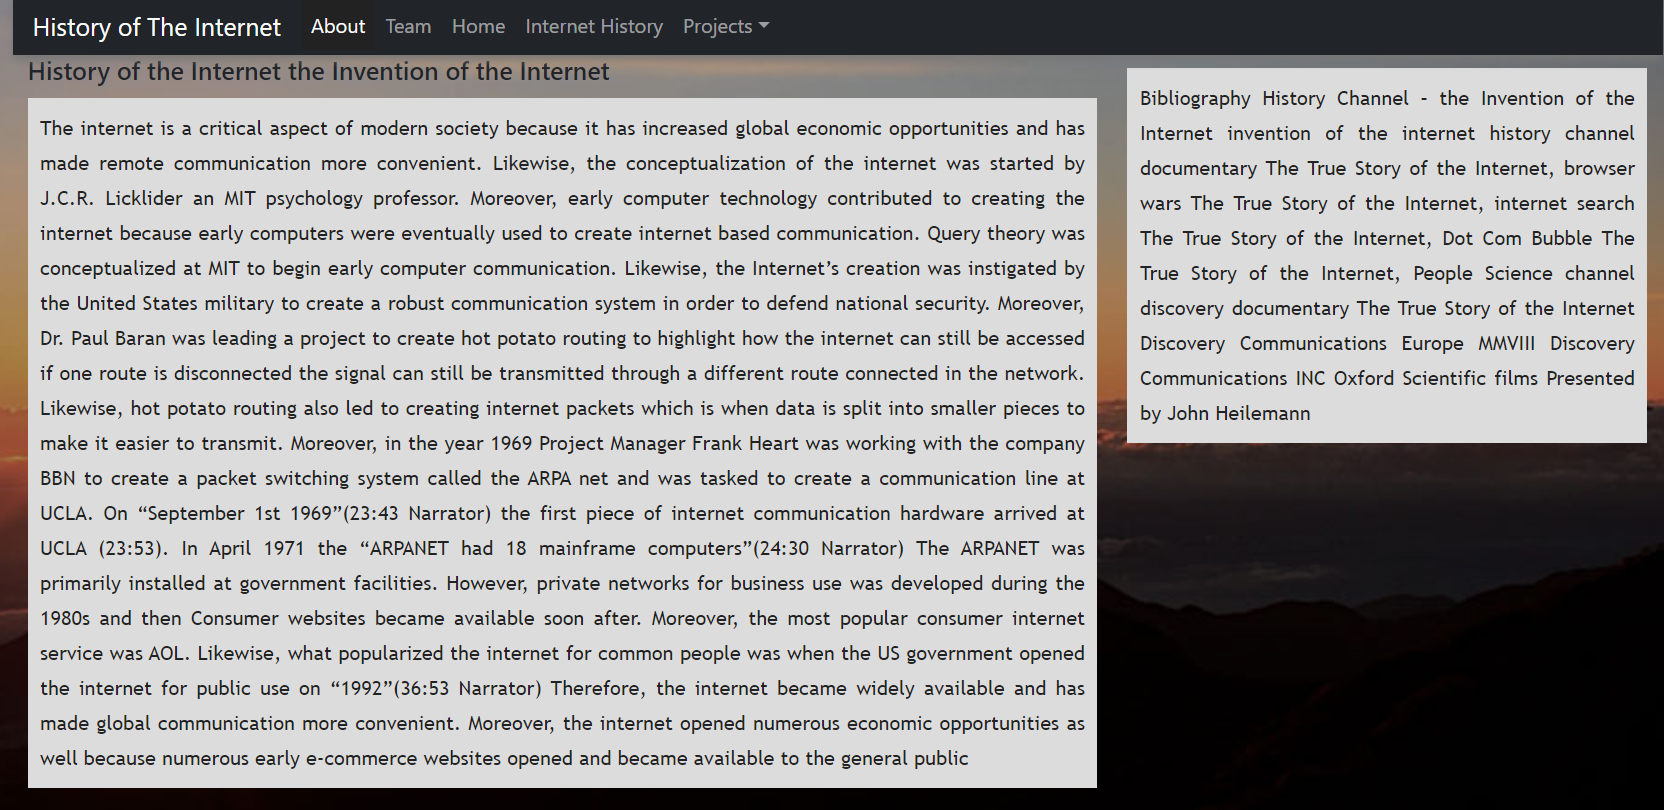 History of The Internet About Team Home Internet History Projects
History of the Internet the Invention of the Internet
The internet is a critical aspect of modern society because it has increased global economic opportunities and has
made remote communication more convenient. Likewise, the conceptualization of the internet was started by
J.C.R. Licklider an MIT psychology professor. Moreover, early computer technology contributed to creating the
internet because early computers were eventually used to create internet based communication. Query theory was
conceptualized at MIT to begin early computer communication. Likewise, the Internet’s creation was instigated by
the United States military to create a robust communication system in order to defend national security. Moreover,
Dr. Paul Baran was leading a project to create hot potato routing to highlight how the internet can still be accessed
if one route is disconnected the signal can still be transmitted through a different route connected in the network.
Likewise, hot potato routing also led to creating internet packets which is when data is split into smaller pieces to
make it easier to transmit. Moreover, in the year 1969 Project Manager Frank Heart was working with the company
BBN to create a packet switching system called the ARPA net and was tasked to create a communication line at
UCLA. On “September 1st 1969”(23:43 Narrator) the first piece of internet communication hardware arrived at
UCLA (23:53). In April 1971 the “ARPANET had 18 mainframe computers”(24:30 Narrator) The ARPANET was
primarily installed at government facilities. However, private networks for business use was developed during the
1980s and then Consumer websites became available soon after. Moreover, the most popular consumer internet
service was AOL. Likewise, what popularized the internet for common people was when the US government opened
the internet for public use on “1992”(36:53 Narrator) Therefore, the internet became widely available and has
made global communication more convenient. Moreover, the internet opened numerous economic opportunities as
well because numerous early e-commerce websites opened and became available to the general public
Bibliography History Channel - the Invention of the
Internet invention of the internet history channel
documentary The True Story of the Internet, browser
wars The True Story of the Internet, internet search
The True Story of the Internet, Dot Com Bubble The
True Story of the Internet, People Science channel
discovery documentary The True Story of the Internet
Discovery Communications Europe MMVIII Discovery
Communications INC Oxford Scientific films Presented
by John Heilemann